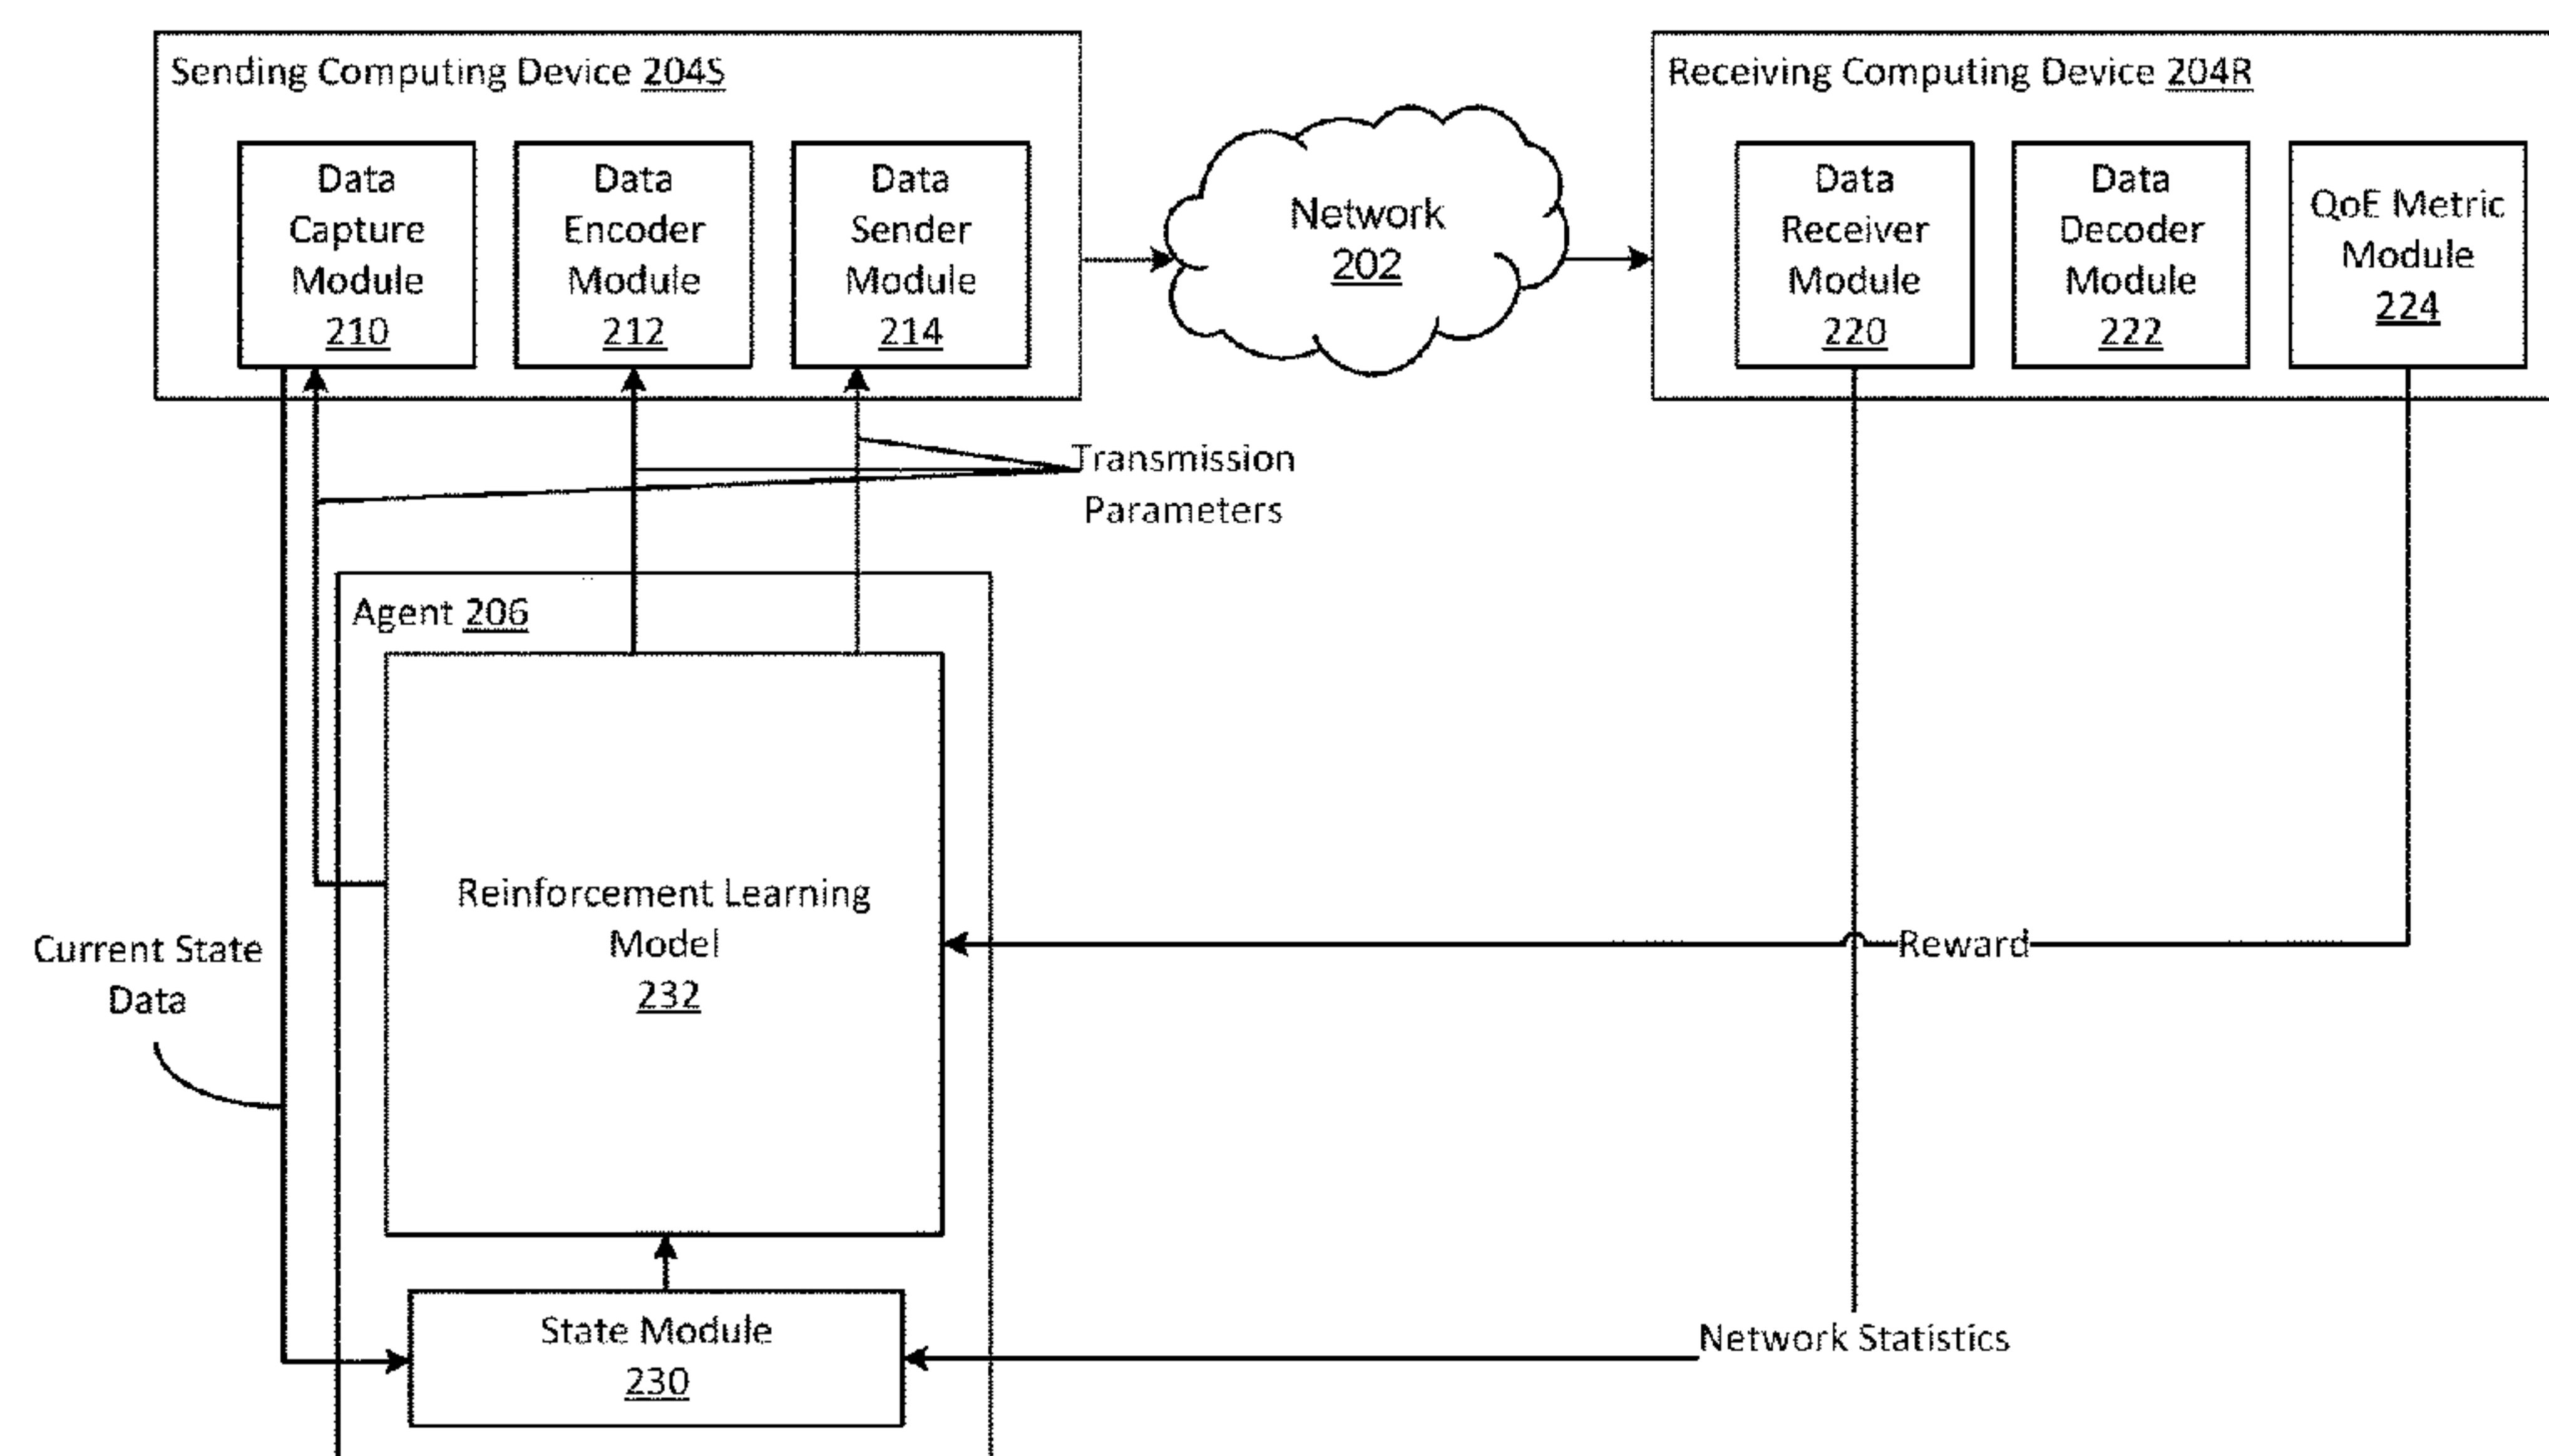 Sending Computing Device 204S
Data
Capture
Module
210
Data
Encoder
Module
212
Data
Sender
Module
214
Network
202
Receiving Computing Device 204R
Data
Receiver
Module
220
Data
Decoder
Module
222
QoE Metric
Module
224
Transmission
Parameters
Agent 206
Reinforcement Learning
Model
232
Current State
Data
Reward
State Module
230
Network Statistics